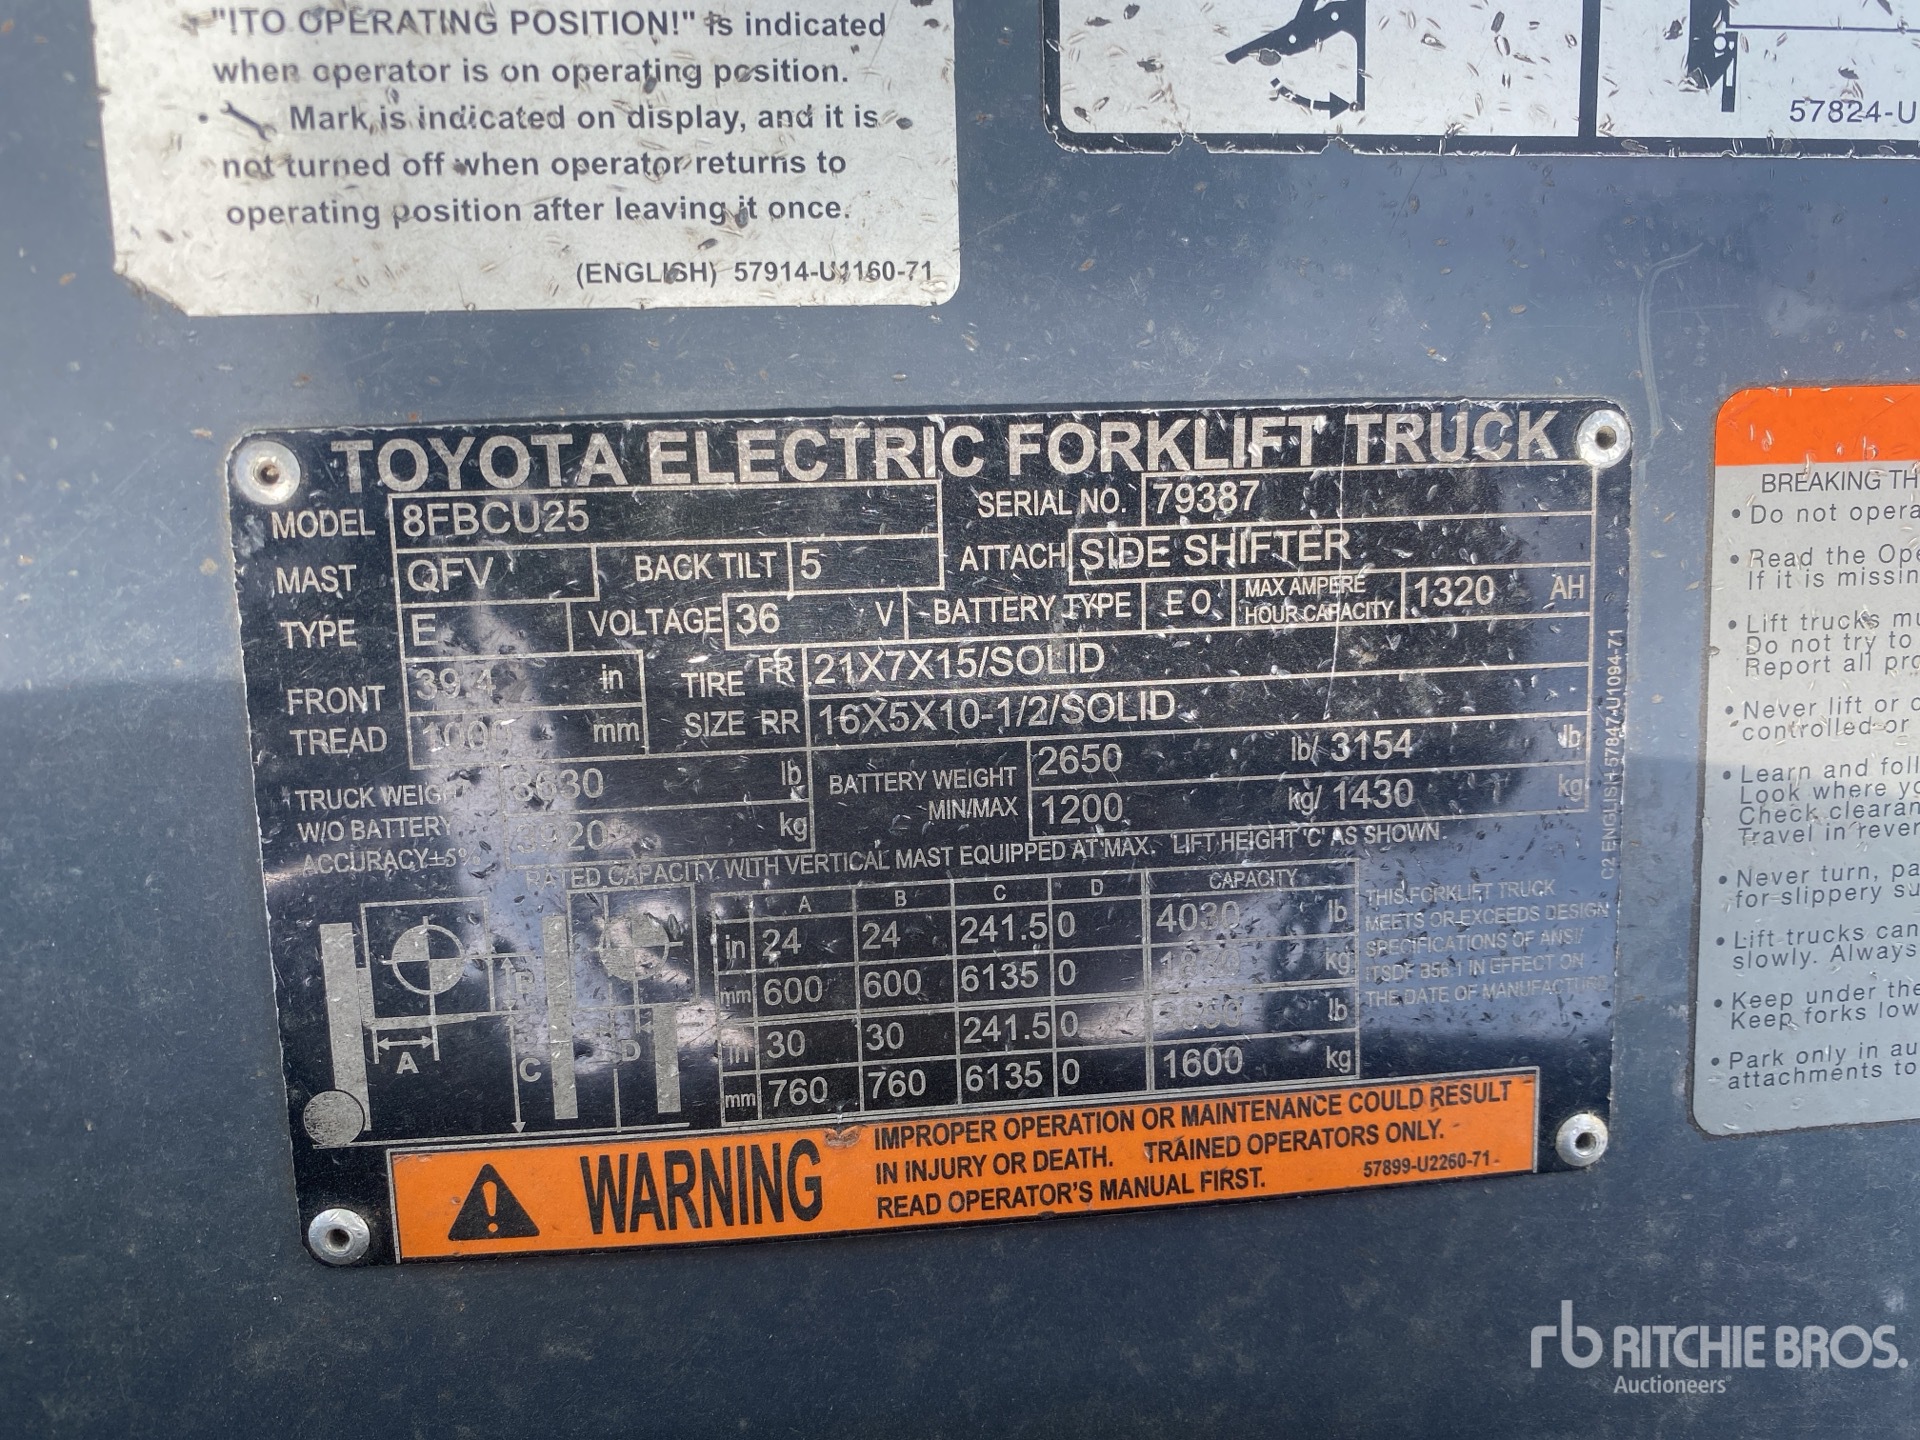 "!TO OPERATING POSITION!" is indicated
when operator is on operating position.
• Mark is indicated on display, and it is
not turned off when operator returns to
operating position after leaving it once.
(ENGLISH) 57914-U1160-71
57824-U
TOYOTA ELECTRIC FORKLIFT TRUCK
MODEL 8FBCU25 SERIAL NO. 79387
MAST QFV BACK TILT 5 ATTACH SIDE SHIFTER
TYPE E VOLTAGE 36 V BATTERY TYPE E O MAX AMPERE HOUR CAPACITY 1320 AH
FRONT TREAD 39.4 in 1000 mm
TIRE SIZE FR 21X7X15/SOLID
RR 16X5X10-1/2/SOLID
TRUCK WEIGHT W/O BATTERY ACCURACY±5% 8630 lb 3920 kg
BATTERY WEIGHT MIN/MAX 2650 lb/ 3154 lb
1200 kg/ 1430 kg
RATED CAPACITY WITH VERTICAL MAST EQUIPPED AT MAX. LIFT HEIGHT 'C' AS SHOWN.
A B C D CAPACITY
in 24 24 241.5 0 4030 lb
mm 600 600 6135 0 kg
in 30 30 241.5 0 lb
mm 760 760 6135 0 1600 kg
A B C D
THIS FORKLIFT TRUCK
MEETS OR EXCEEDS DESIGN
SPECIFICATIONS OF ANSI/
ITSDF B56.1 IN EFFECT ON
THE DATE OF MANUFACTURE
C2 ENGLISH 57847-U1094-71
WARNING
IMPROPER OPERATION OR MAINTENANCE COULD RESULT
IN INJURY OR DEATH. TRAINED OPERATORS ONLY.
READ OPERATOR'S MANUAL FIRST. 57899-U2260-71
BREAKING TH
• Do not opera
• Read the Ope
If it is missin
• Lift trucks mu
Do not try to
Report all pro
• Never lift or c
controlled or
• Learn and foll
Look where yo
Check clearan
Travel in rever
• Never turn, pa
for slippery su
• Lift trucks can
slowly. Always
• Keep under the
Keep forks low
• Park only in au
attachments to
rb RITCHIE BROS.
Auctioneers